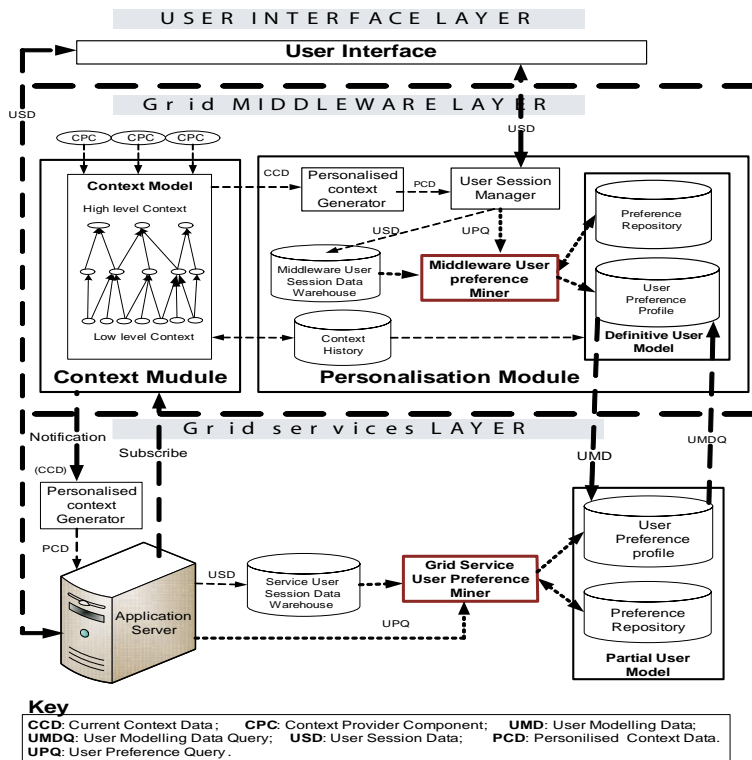 USER INTERFACE LAYER
User Interface
USD
Grid MIDDLEWARE LAYER
USD
CPC
CPC
CPC
Context Model
High level Context
Low level Context
Context Mudule
CCD
Personalised
context
Generator
PCD
User Session
Manager
USD
UPQ
Middleware User
Session Data
Warehouse
Middleware User
preference
Miner
Context
History
Preference
Repository
User
Preference
Profile
Definitive User
Model
Personalisation Module
Grid services LAYER
Notification
Subscribe
UMD
UMDQ
(CCD)
Personalised
context
Generator
PCD
Application
Server
USD
Service User
Session Data
Warehouse
UPQ
Grid Service
User Preference
Miner
User
Preference
profile
Preference
Repository
Partial User
Model
Key
CCD: Current Context Data; CPC: Context Provider Component; UMD: User Modelling Data;
UMDQ: User Modelling Data Query; USD: User Session Data; PCD: Personilised Context Data.
UPQ: User Preference Query.